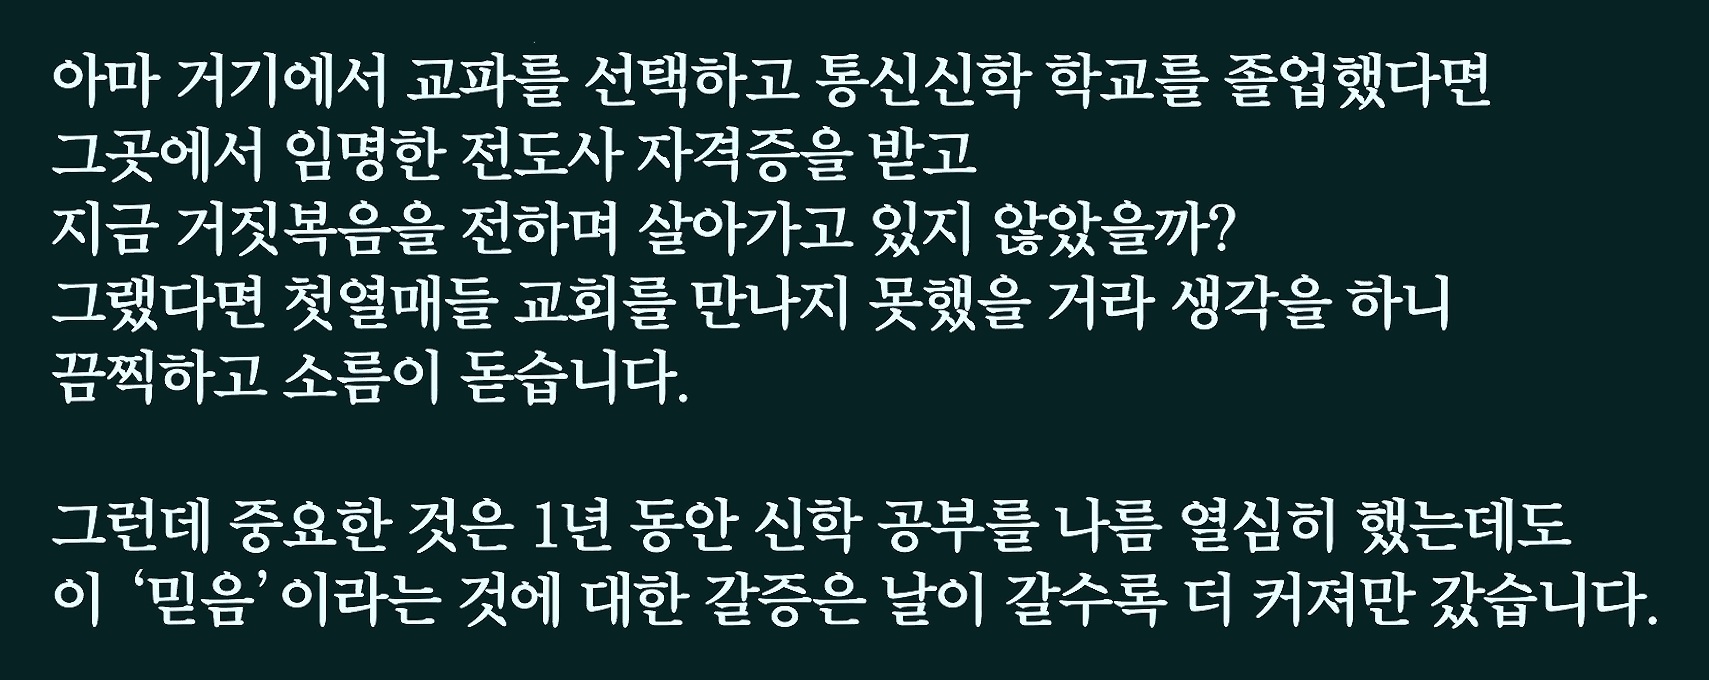 아마 거기에서 교파를 선택하고 통신신학 학교를 졸업했다면
그곳에서 임명한 전도사 자격증을 받고
지금 거짓복음을 전하며 살아가고 있지 않았을까?
그랬다면 첫열매들 교회를 만나지 못했을 거라 생각을 하니
끔찍하고 소름이 돋습니다.
그런데 중요한 것은 1년 동안 신학 공부를 나름 열심히 했는데도
이 ‘믿음’ 이라는 것에 대한 갈증은 날이 갈수록 더 커져만 갔습니다.